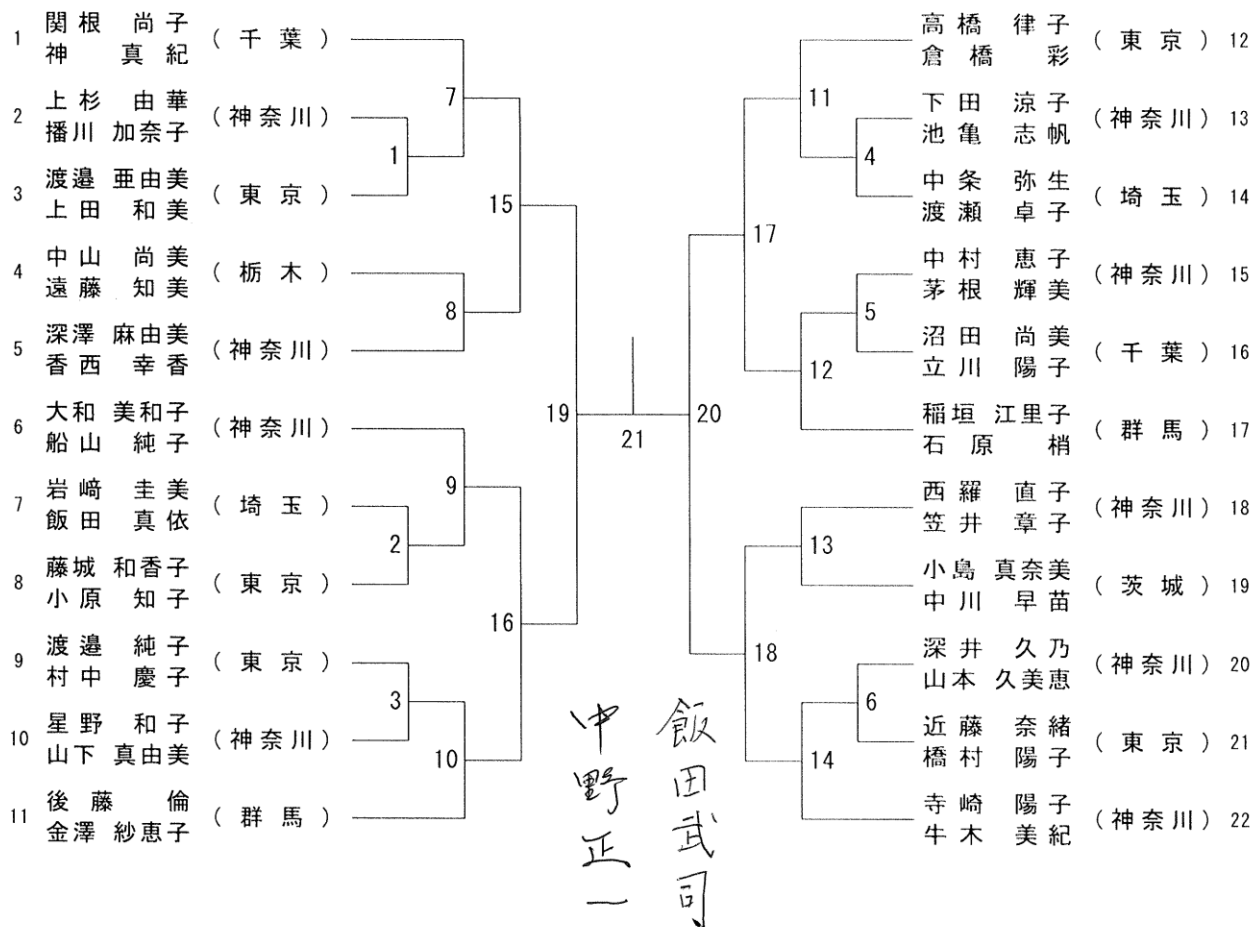 1 関根 尚子 (千葉)
神 真紀
2 上杉 由華 (神奈川)
播川 加奈子
3 渡邉 亜由美 (東京)
上田 和美
4 中山 尚美 (栃木)
遠藤 知美
5 深澤 麻由美 (神奈川)
香西 幸香
6 大和 美和子 (神奈川)
船山 純子
7 岩﨑 圭美 (埼玉)
飯田 真依
8 藤城 和香子 (東京)
小原 知子
9 渡邉 純子 (東京)
村中 慶子
10 星野 和子 (神奈川)
山下 真由美
11 後藤 倫 (群馬)
金澤 紗恵子
7
1
15
8
19
9
2
16
3
10
21
20
11
4
17
5
12
13
18
6
14
高橋 律子 (東京) 12
倉橋 彩
下田 涼子 (神奈川) 13
池亀 志帆
中条 弥生 (埼玉) 14
渡瀬 卓子
中村 恵子 (神奈川) 15
茅根 輝美
沼田 尚美 (千葉) 16
立川 陽子
稲垣 江里子 (群馬) 17
石原 梢
西羅 直子 (神奈川) 18
笠井 章子
小島 真奈美 (茨城) 19
中川 早苗
深井 久乃 (神奈川) 20
山本 久美恵
近藤 奈緒 (東京) 21
橋村 陽子
寺崎 陽子 (神奈川) 22
牛木 美紀
飯田武司
中野正一